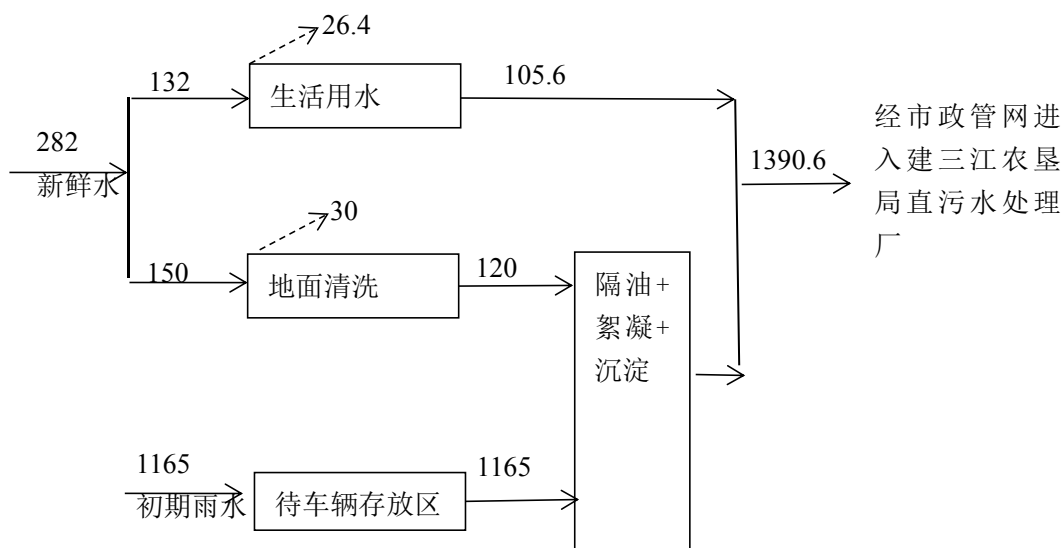 26.4
132
生活用水
105.6
282
新鲜水
1390.6
经市政管网进
入建三江农垦
局直污水处理
厂
30
150
地面清洗
120
隔油+
絮凝+
沉淀
1165
初期雨水
待车辆存放区
1165